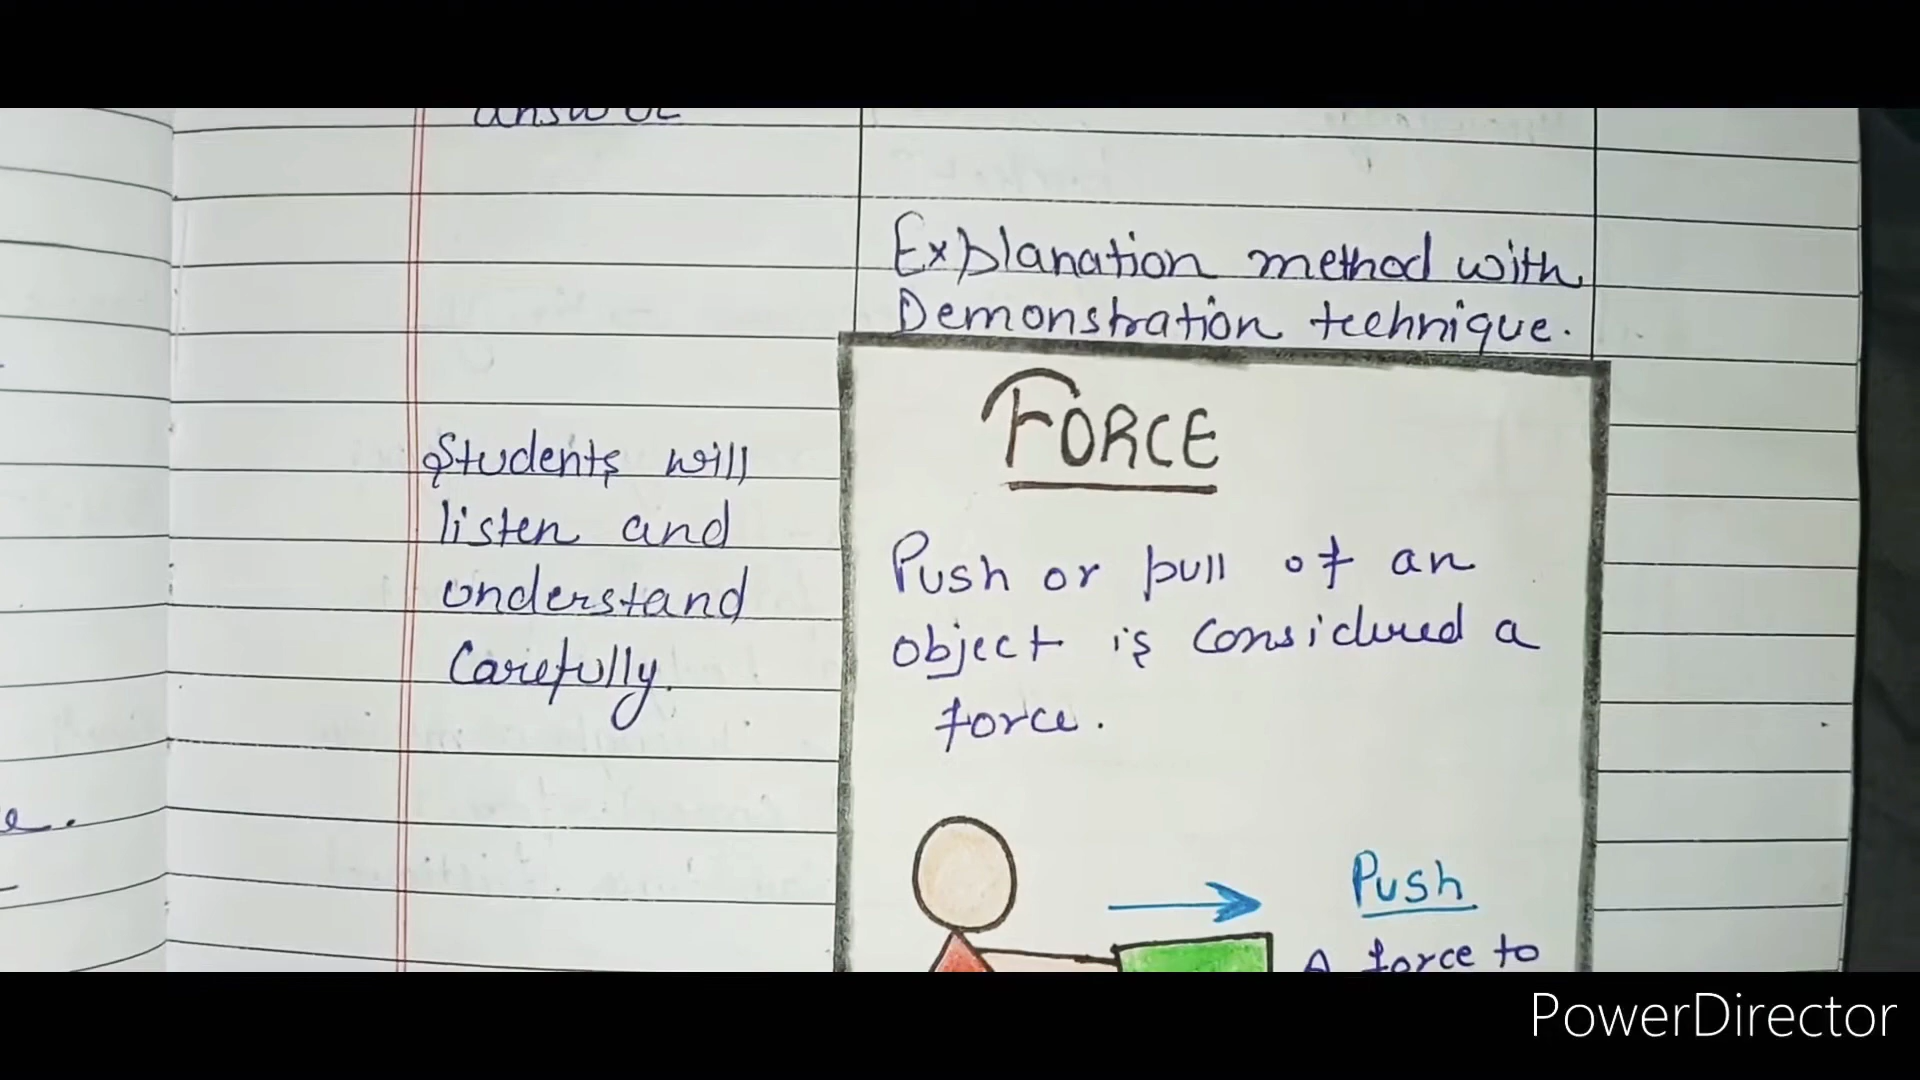 answer
Explanation method with
Demonstration technique.
Students will
listen and
understand
Carefully.
FORCE
Push or pull of an
object is considered a
force.
Push
A force to
PowerDirector